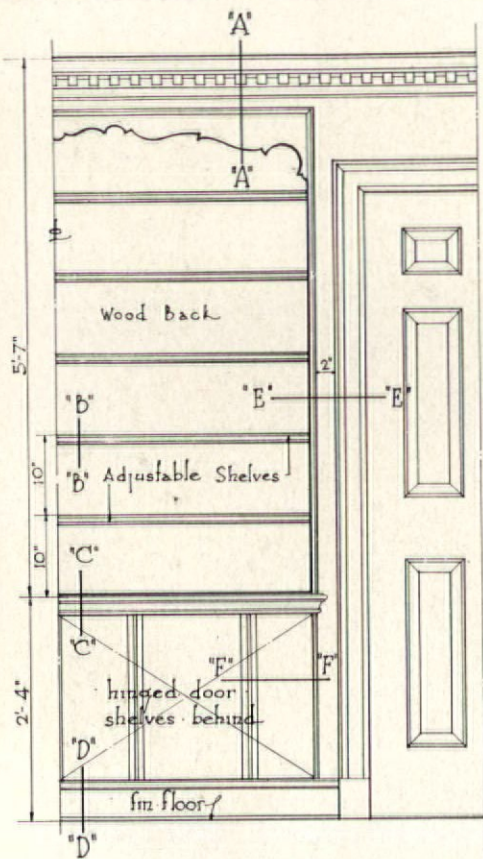 "A"
"A"
Wood Back
5'-7"
2"
"B"
"E" "E"
"B"
Adjustable Shelves
10"
10"
"C"
"C"
"F" "F"
hinged door
shelves behind
2'-4"
"D"
fin floor
"D"